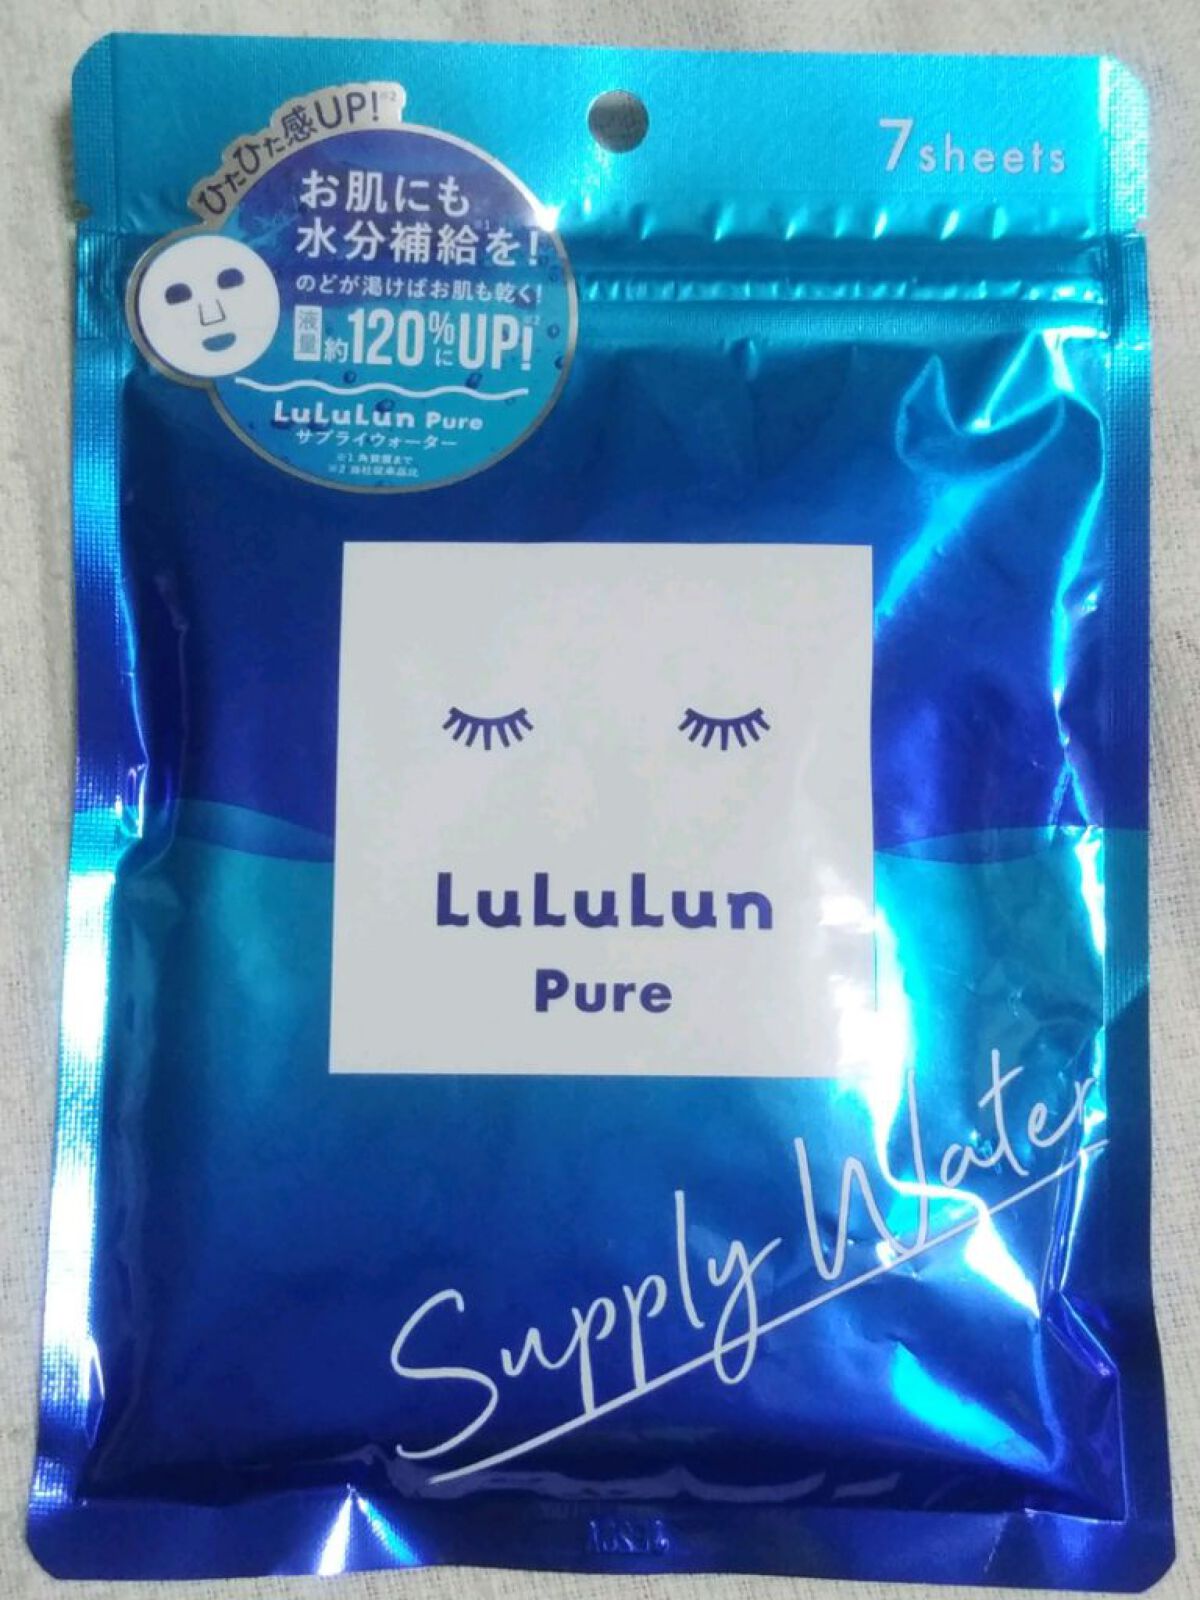 7sheets
ひたひた感UP!※2
お肌にも
水分補給を!※1
のどが渇けばお肌も乾く!
液量約120%にUP!※2
LuLuLun Pure
サプライウォーター
※1 角質層まで
※2 当社従来品比
LuLuLun
Pure
Supply Water